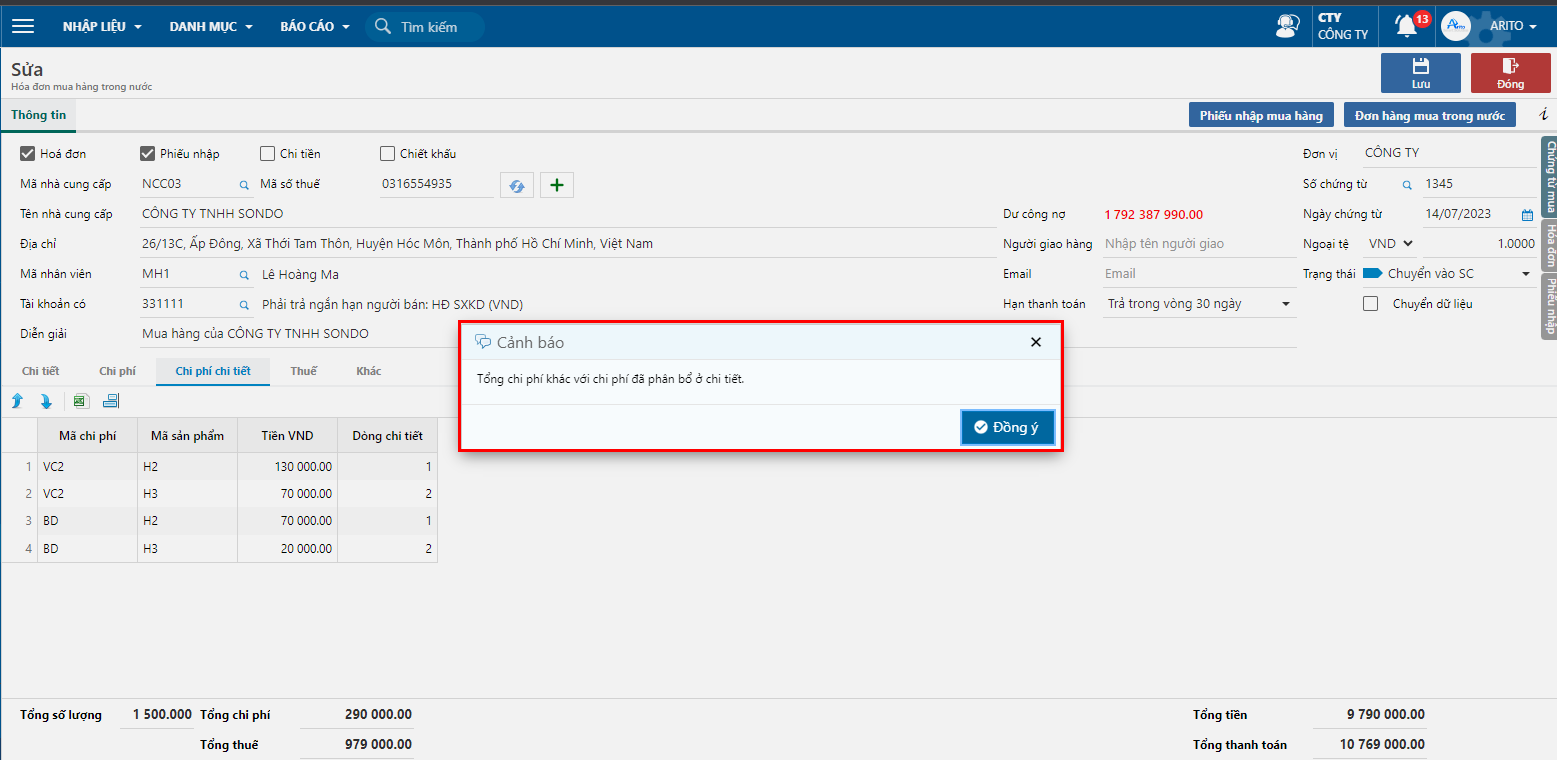 NHẬP LIỆU DANH MỤC BÁO CÁO Tìm kiếm CTY CÔNG TY 13 Arito ARITO
Sửa
Hóa đơn mua hàng trong nước
Lưu Đóng
Thông tin Phiếu nhập mua hàng Đơn hàng mua trong nước i
Hoá đơn Phiếu nhập Chi tiền Chiết khấu Đơn vị CÔNG TY
Mã nhà cung cấp NCC03 Mã số thuế 0316554935 Số chứng từ 1345
Tên nhà cung cấp CÔNG TY TNHH SONDO Dư công nợ 1 792 387 990.00 Ngày chứng từ 14/07/2023
Địa chỉ 26/13C, Ấp Đông, Xã Thới Tam Thôn, Huyện Hóc Môn, Thành phố Hồ Chí Minh, Việt Nam Người giao hàng Nhập tên người giao Ngoại tệ VND 1.0000
Mã nhân viên MH1 Lê Hoàng Ma Email Email Trạng thái Chuyển vào SC
Tài khoản có 331111 Phải trả ngắn hạn người bán: HĐ SXKD (VND) Hạn thanh toán Trả trong vòng 30 ngày Chuyển dữ liệu
Diễn giải Mua hàng của CÔNG TY TNHH SONDO
Chứng từ mua
Hóa đơn
Phiếu nhập
Cảnh báo
Tổng chi phí khác với chi phí đã phân bổ ở chi tiết.
Đồng ý
Chi tiết Chi phí Chi phí chi tiết Thuế Khác
Mã chi phí Mã sản phẩm Tiền VND Dòng chi tiết
1 VC2 H2 130 000.00 1
2 VC2 H3 70 000.00 2
3 BD H2 70 000.00 1
4 BD H3 20 000.00 2
Tổng số lượng 1 500.000 Tổng chi phí 290 000.00 Tổng tiền 9 790 000.00
Tổng thuế 979 000.00 Tổng thanh toán 10 769 000.00